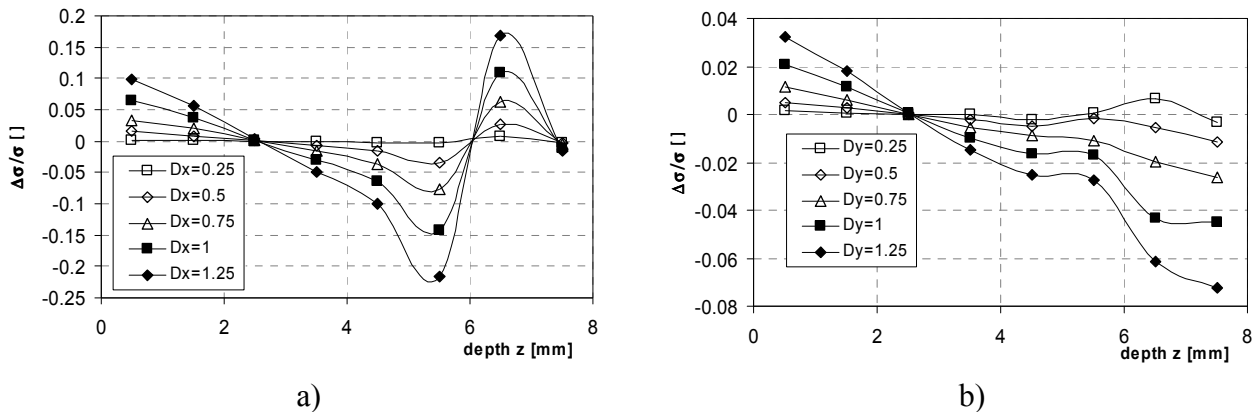 0.2
0.15
0.1
0.05
0
-0.05
-0.1
-0.15
-0.2
-0.25
Δσ/σ [ ]
Dx=0.25
Dx=0.5
Dx=0.75
Dx=1
Dx=1.25
0 2 4 6 8
depth z [mm]
a)
0.04
0.02
0
-0.02
-0.04
-0.06
-0.08
Δσ/σ [ ]
Dy=0.25
Dy=0.5
Dy=0.75
Dy=1
Dy=1.25
0 2 4 6 8
depth z [mm]
b)